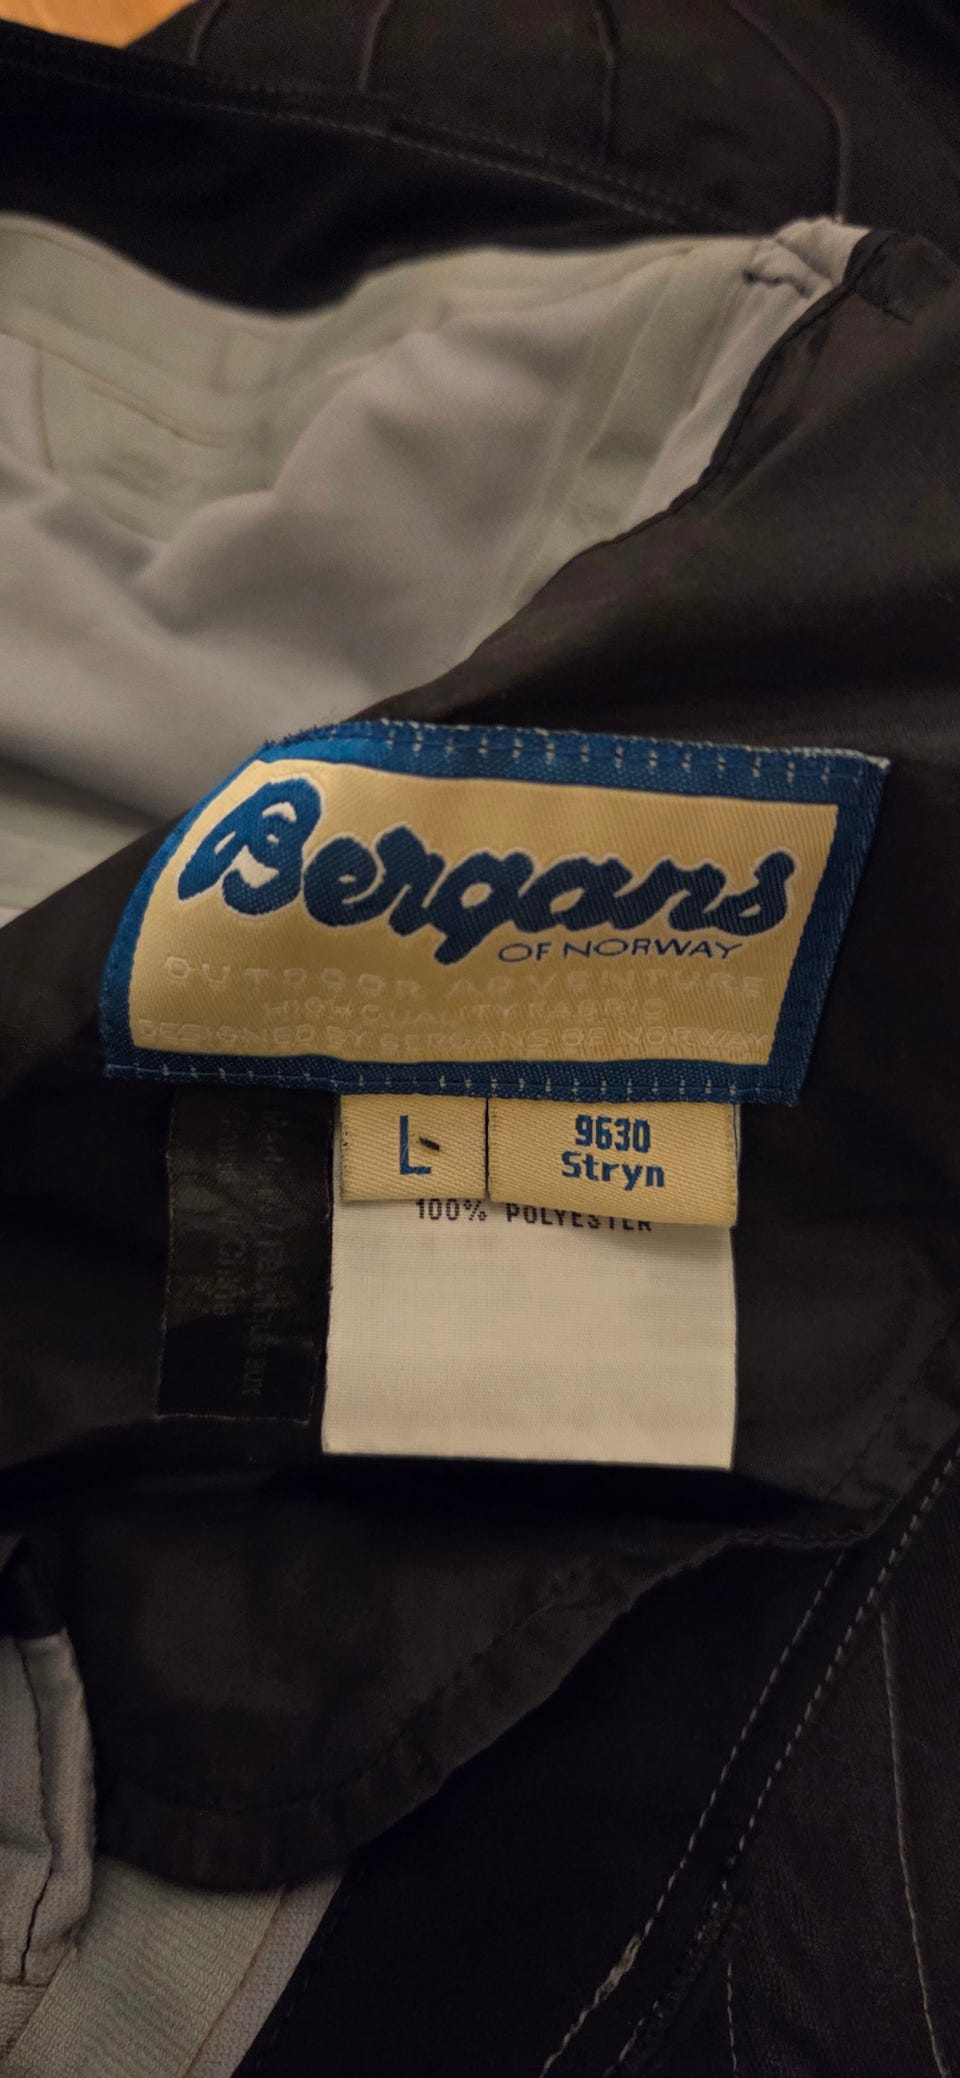 Bergans
OF NORWAY
OUTDOOR ADVENTURE
HIGH QUALITY FABRIC
DESIGNED BY BERGANS OF NORWAY
L
9630
Stryn
100% POLYESTER